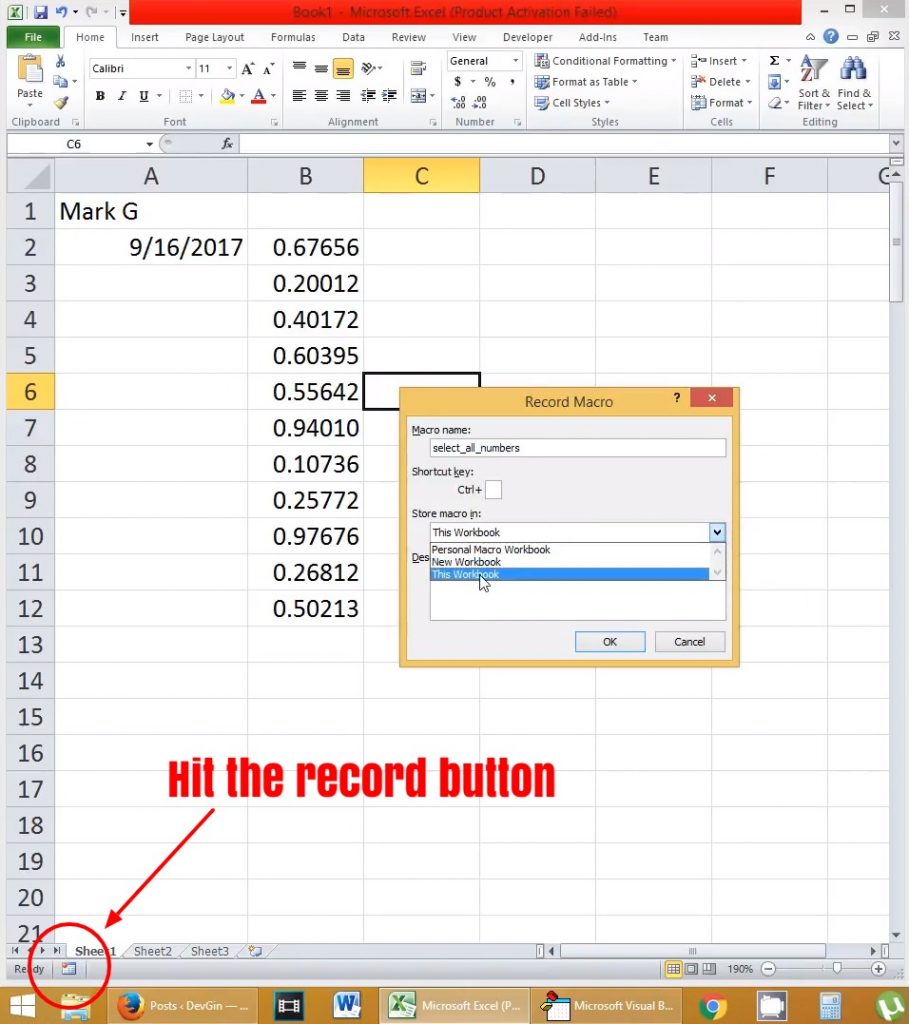 Book1 - Microsoft Excel (Product Activation Failed)
File Home Insert Page Layout Formulas Data Review View Developer Add-Ins Team
Calibri 11 General Conditional Formatting Insert Σ
Paste Format as Table Delete Sort & Find &
B I U $ % , Cell Styles Format Filter Select
Clipboard Font Alignment Number Styles Cells Editing
C6 fx
A B C D E F G
1 Mark G
2 9/16/2017 0.67656
3 0.20012
4 0.40172
5 0.60395
6 0.55642
7 0.94010
8 0.10736
9 0.25772
10 0.97676
11 0.26812
12 0.50213
13
14
15
16
17
18
19
20
21
Record Macro
Macro name:
select_all_numbers
Shortcut key:
Ctrl+
Store macro in:
This Workbook
Personal Macro Workbook
Des
New Workbook
This Workbook
OK Cancel
Hit the record button
Sheet1 Sheet2 Sheet3
Ready 190%
Posts ‹ DevGin — ... Microsoft Excel (P... Microsoft Visual B...